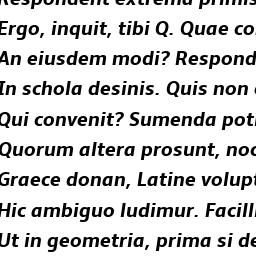 Respondent extrema primis
Ergo, inquit, tibi Q. Quae co
An eiusdem modi? Respond
In schola desinis. Quis non
Qui convenit? Sumenda pot
Quorum altera prosunt, noc
Graece donan, Latine volupt
Hic ambiguo ludimur. Facill
Ut in geometria, prima si de